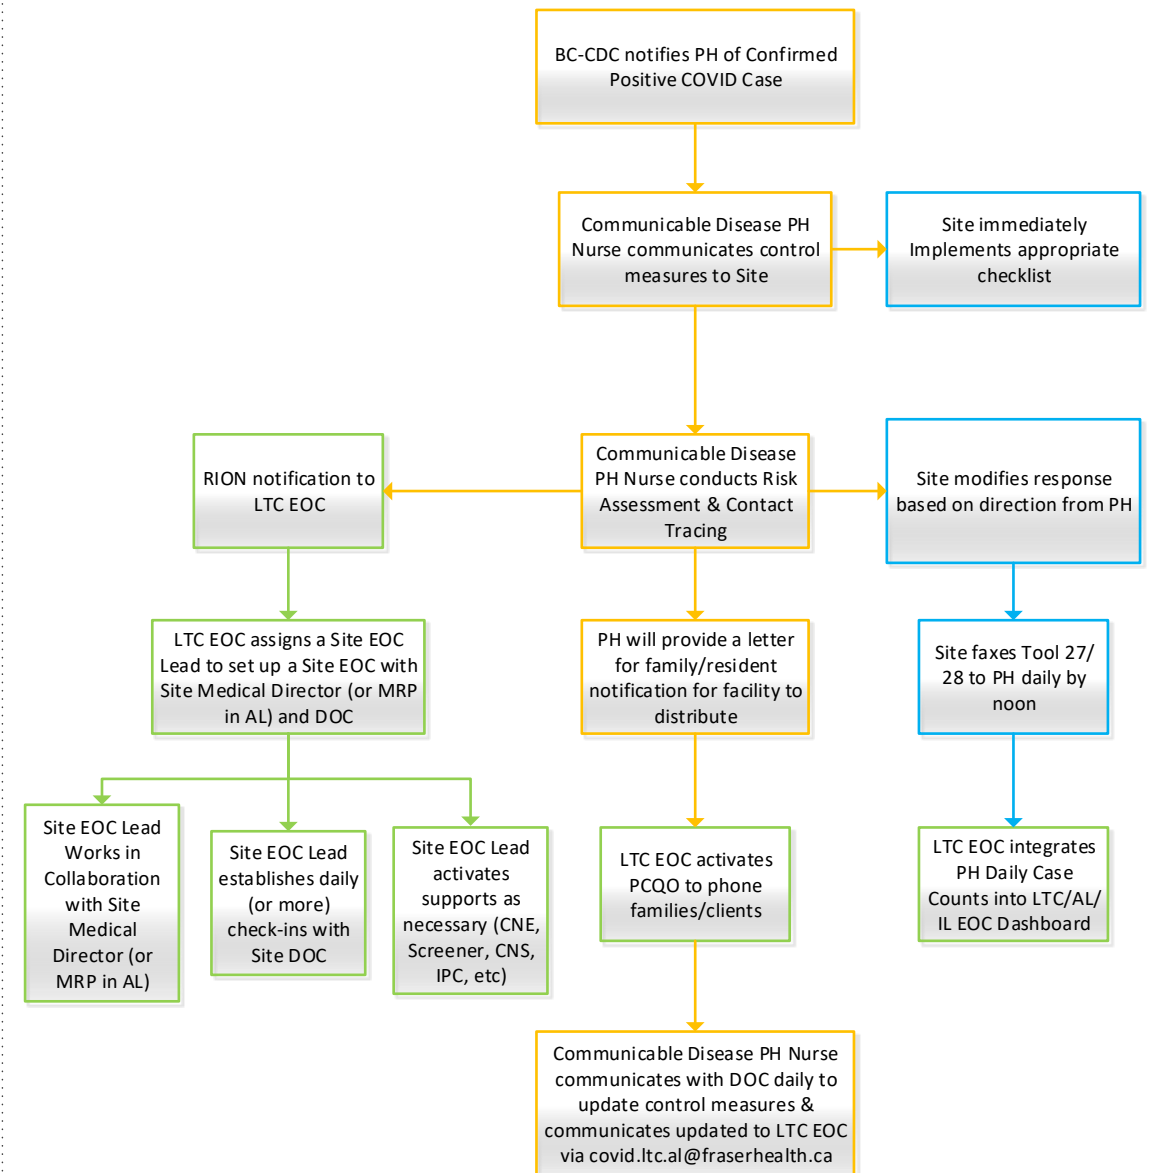 BC-CDC notifies PH of Confirmed
Positive COVID Case
Communicable Disease PH
Nurse communicates control
measures to Site
Site immediately
Implements appropriate
checklist
RION notification to
LTC EOC
Communicable Disease
PH Nurse conducts Risk
Assessment & Contact
Tracing
Site modifies response
based on direction from PH
LTC EOC assigns a Site EOC
Lead to set up a Site EOC with
Site Medical Director (or MRP
in AL) and DOC
PH will provide a letter
for family/resident
notification for facility to
distribute
Site faxes Tool 27/
28 to PH daily by
noon
Site EOC Lead
Works in
Collaboration
with Site
Medical
Director (or
MRP in AL)
Site EOC Lead
establishes daily
(or more)
check-ins with
Site DOC
Site EOC Lead
activates
supports as
necessary (CNE,
Screener, CNS,
IPC, etc)
LTC EOC activates
PCQO to phone
families/clients
LTC EOC integrates
PH Daily Case
Counts into LTC/AL/
IL EOC Dashboard
Communicable Disease PH Nurse
communicates with DOC daily to
update control measures &
communicates updated to LTC EOC
via covid.ltc.al@fraserhealth.ca